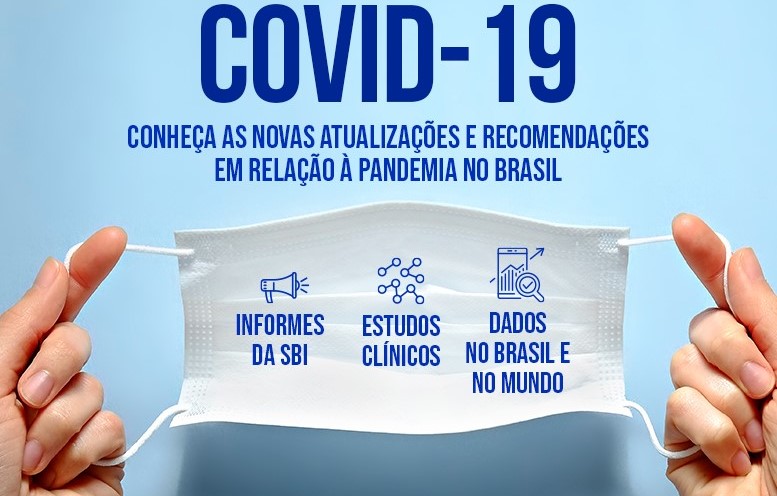 COVID-19
CONHEÇA AS NOVAS ATUALIZAÇÕES E RECOMENDAÇÕES
EM RELAÇÃO À PANDEMIA NO BRASIL
INFORMES
DA SBI
ESTUDOS
CLÍNICOS
DADOS
NO BRASIL E
NO MUNDO